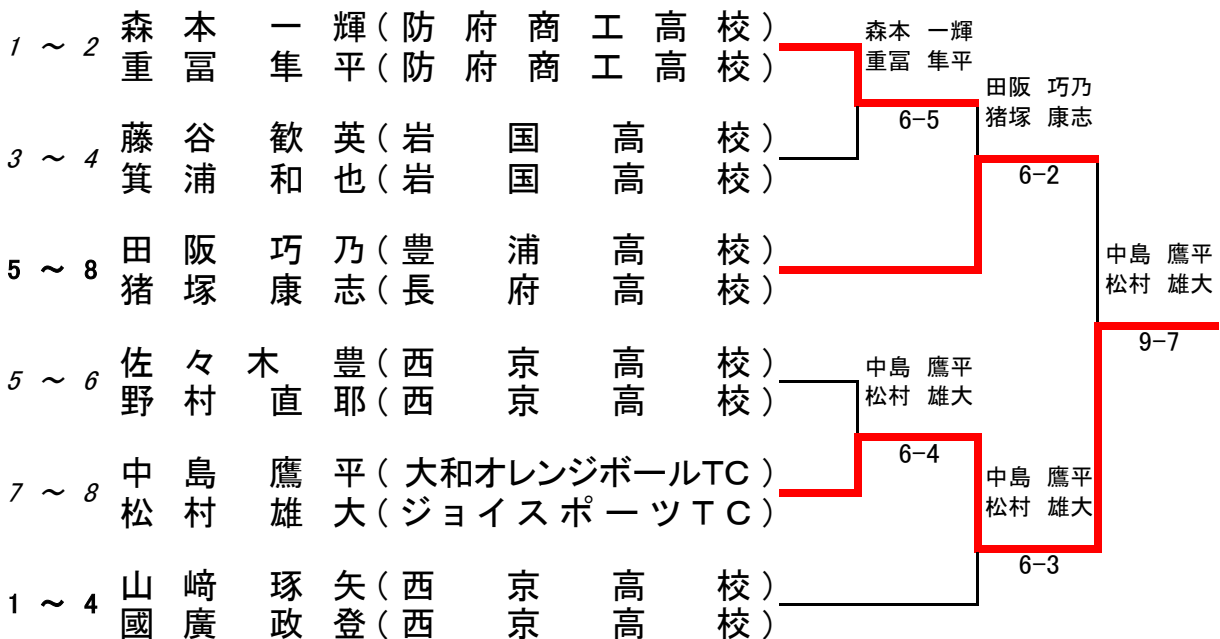 1 ～ 2
森本 一輝(防府商工高校)
重冨 隼平(防府商工高校)
3 ～ 4
藤谷 歓英(岩国高校)
箕浦 和也(岩国高校)
5 ～ 8
田阪 巧乃(豊浦高校)
猪塚 康志(長府高校)
5 ～ 6
佐々木 豊(西京高校)
野村 直耶(西京高校)
7 ～ 8
中島 鷹平(大和オレンジボールTC)
松村 雄大(ジョイスポーツTC)
1 ～ 4
山﨑 琢矢(西京高校)
國廣 政登(西京高校)
森本 一輝
重冨 隼平
6-5
田阪 巧乃
猪塚 康志
6-2
中島 鷹平
松村 雄大
6-4
中島 鷹平
松村 雄大
6-3
中島 鷹平
松村 雄大
9-7